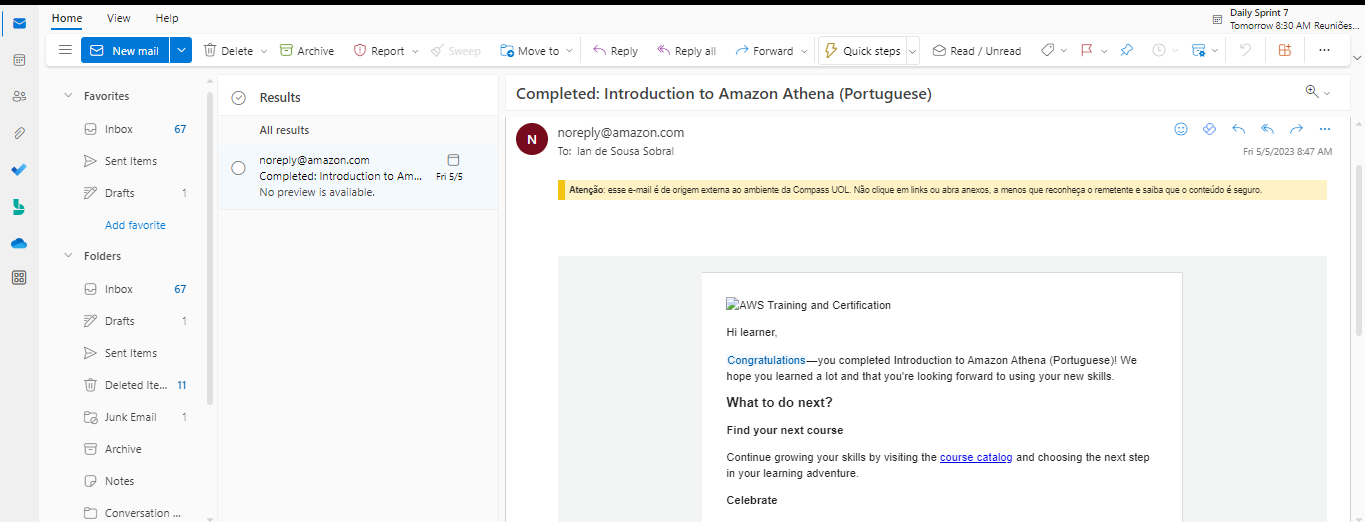 Home View Help
Daily Sprint 7
Tomorrow 8:30 AM Reuniões...
New mail Delete Archive Report Sweep Move to Reply Reply all Forward Quick steps Read / Unread
Favorites
Inbox 67
Sent Items
Drafts 1
Add favorite
Folders
Inbox 67
Drafts 1
Sent Items
Deleted Ite... 11
Junk Email 1
Archive
Notes
Conversation ...
Results
All results
noreply@amazon.com
Completed: Introduction to Am... Fri 5/5
No preview is available.
Completed: Introduction to Amazon Athena (Portuguese)
N
noreply@amazon.com
To: Ian de Sousa Sobral
Fri 5/5/2023 8:47 AM
Atenção: esse e-mail é de origem externa ao ambiente da Compass UOL. Não clique em links ou abra anexos, a menos que reconheça o remetente e saiba que o conteúdo é seguro.
AWS Training and Certification
Hi learner,
Congratulations—you completed Introduction to Amazon Athena (Portuguese)! We
hope you learned a lot and that you're looking forward to using your new skills.
What to do next?
Find your next course
Continue growing your skills by visiting the course catalog and choosing the next step
in your learning adventure.
Celebrate